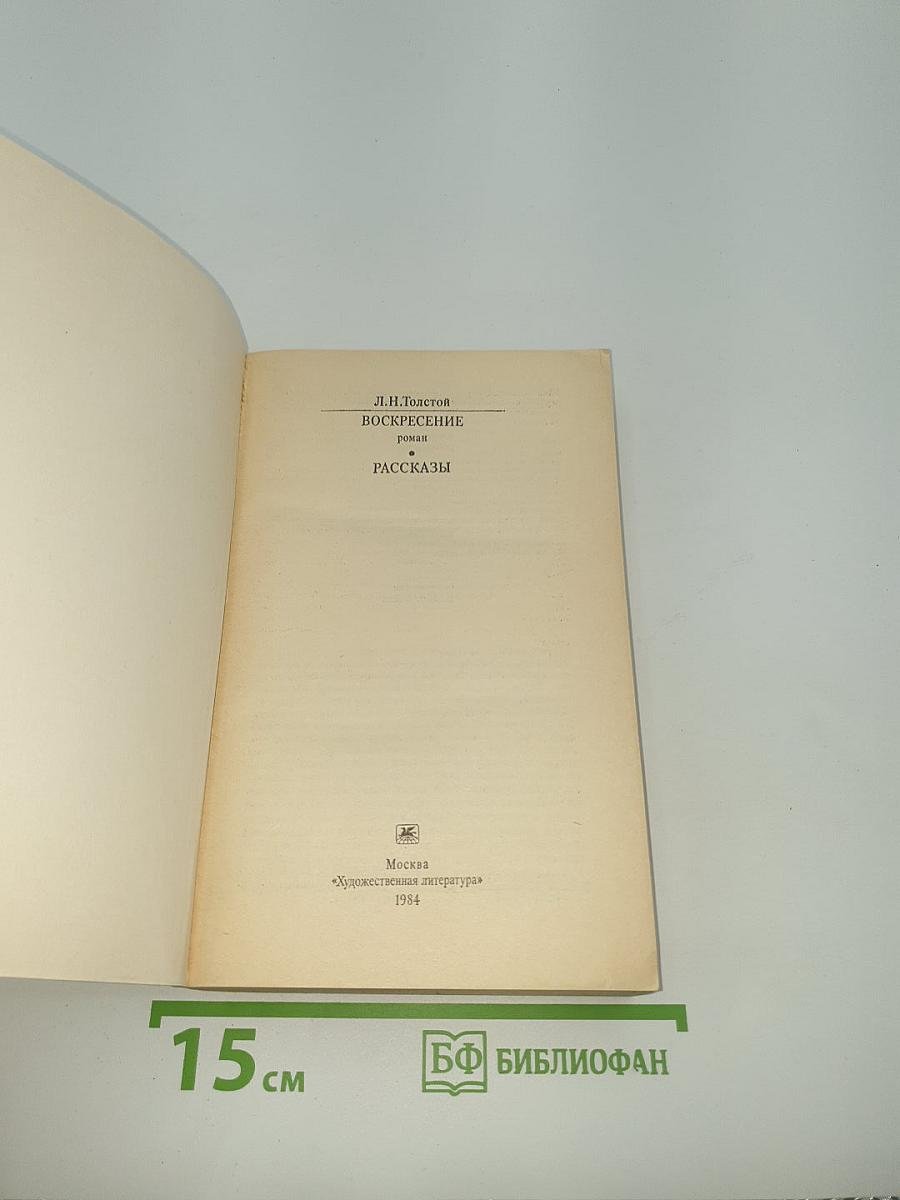 Л.Н.Толстой
ВОСКРЕСЕНИЕ
роман
РАССКАЗЫ
Москва
«Художественная литература»
1984
15 см
БФ БИБЛИОФАН